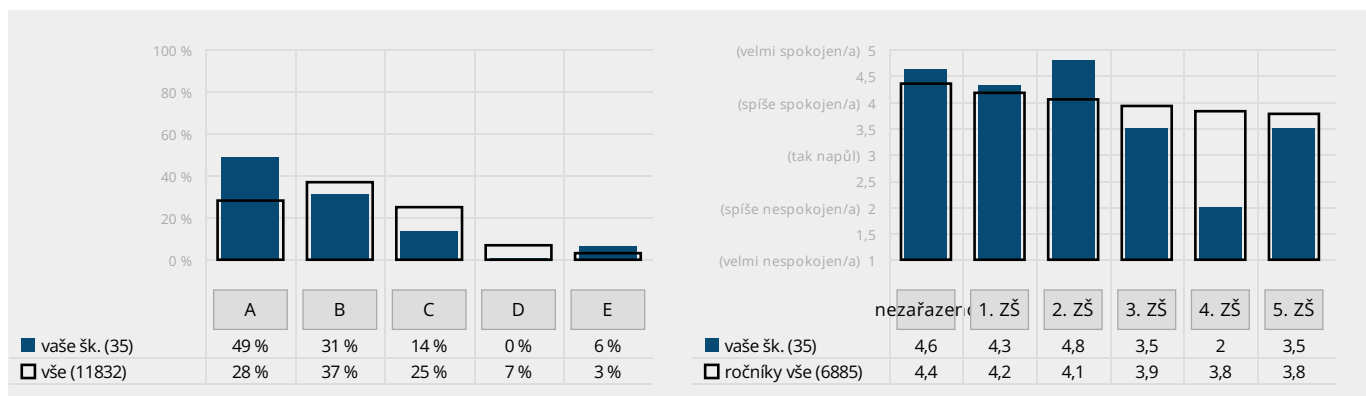 100 %
80 %
60 %
40 %
20 %
0 %
A B C D E
vaše šk. (35) 49 % 31 % 14 % 0 % 6 %
vše (11832) 28 % 37 % 25 % 7 % 3 %
(velmi spokojen/a) 5
4,5
(spíše spokojen/a) 4
3,5
(tak napůl) 3
2,5
(spíše nespokojen/a) 2
1,5
(velmi nespokojen/a) 1
nezařazeno 1. ZŠ 2. ZŠ 3. ZŠ 4. ZŠ 5. ZŠ
vaše šk. (35) 4,6 4,3 4,8 3,5 2 3,5
ročníky vše (6885) 4,4 4,2 4,1 3,9 3,8 3,8